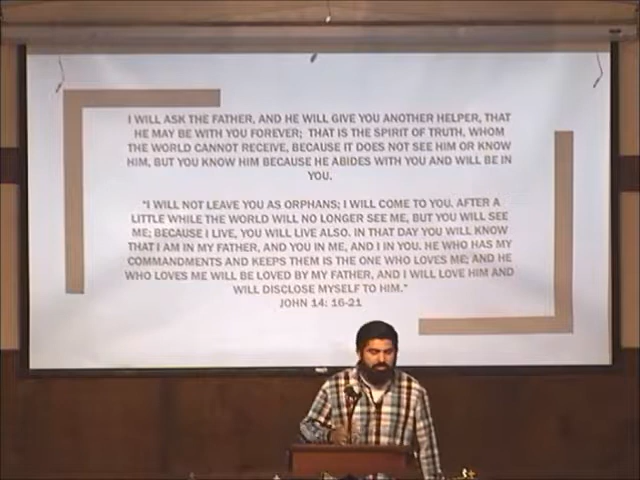 I WILL ASK THE FATHER, AND HE WILL GIVE YOU ANOTHER HELPER, THAT
HE MAY BE WITH YOU FOREVER; THAT IS THE SPIRIT OF TRUTH, WHOM
THE WORLD CANNOT RECEIVE, BECAUSE IT DOES NOT SEE HIM OR KNOW
HIM, BUT YOU KNOW HIM BECAUSE HE ABIDES WITH YOU AND WILL BE IN
YOU.
"I WILL NOT LEAVE YOU AS ORPHANS; I WILL COME TO YOU. AFTER A
LITTLE WHILE THE WORLD WILL NO LONGER SEE ME, BUT YOU WILL SEE
ME; BECAUSE I LIVE, YOU WILL LIVE ALSO. IN THAT DAY YOU WILL KNOW
THAT I AM IN MY FATHER, AND YOU IN ME, AND I IN YOU. HE WHO HAS MY
COMMANDMENTS AND KEEPS THEM IS THE ONE WHO LOVES ME; AND HE
WHO LOVES ME WILL BE LOVED BY MY FATHER, AND I WILL LOVE HIM AND
WILL DISCLOSE MYSELF TO HIM."
JOHN 14: 16-21